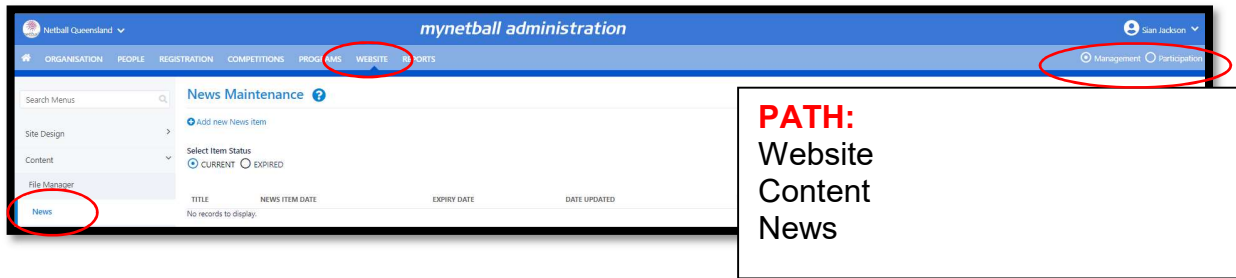 Netball Queensland
mynetball administration
Sian Jackson
ORGANISATION PEOPLE REGISTRATION COMPETITIONS PROGRAMS WEBSITE REPORTS
Management Participation
Search Menus
News Maintenance ?
Add new News item
Site Design
Select Item Status
CURRENT EXPIRED
Content
File Manager
TITLE NEWS ITEM DATE EXPIRY DATE DATE UPDATED
News
No records to display.
PATH:
Website
Content
News